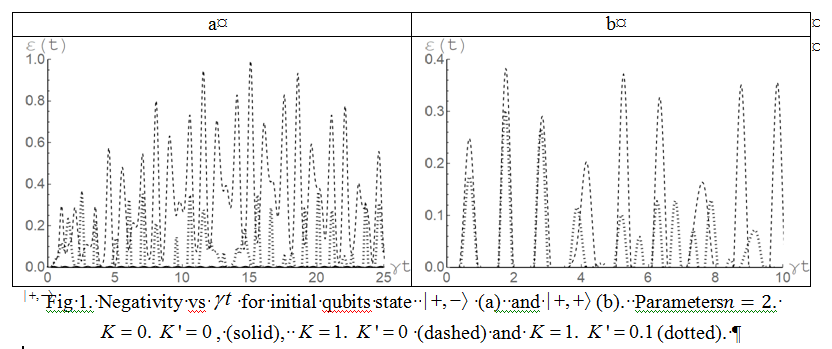 a¤ b¤ ¤
¤
ε(t) ε(t)
1.0 0.4
0.8
0.3
0.6
0.2
0.4
0.1
0.2
0.0 0.0
γt γt
0 5 10 15 20 25 0 2 4 6 8 10
|+,−⟩
Fig·1.·Negativity·vs·γt·for·initial·qubits·state··|+,−⟩·(a)··and·|+,+⟩(b).··Parametersn = 2.·
K = 0.·K' = 0,·(solid),··K = 1.·K' = 0·(dashed)·and·K = 1.·K' = 0.1(dotted).·¶